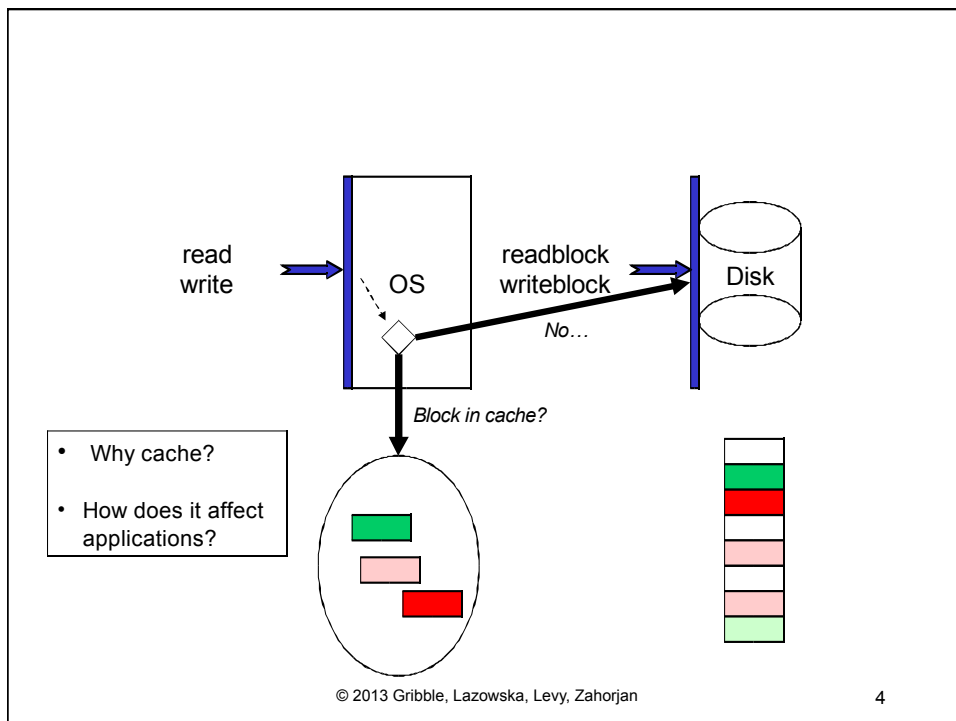 read
write
OS
readblock
writeblock
Disk
No…
Block in cache?
• Why cache?
• How does it affect
applications?
© 2013 Gribble, Lazowska, Levy, Zahorjan
4